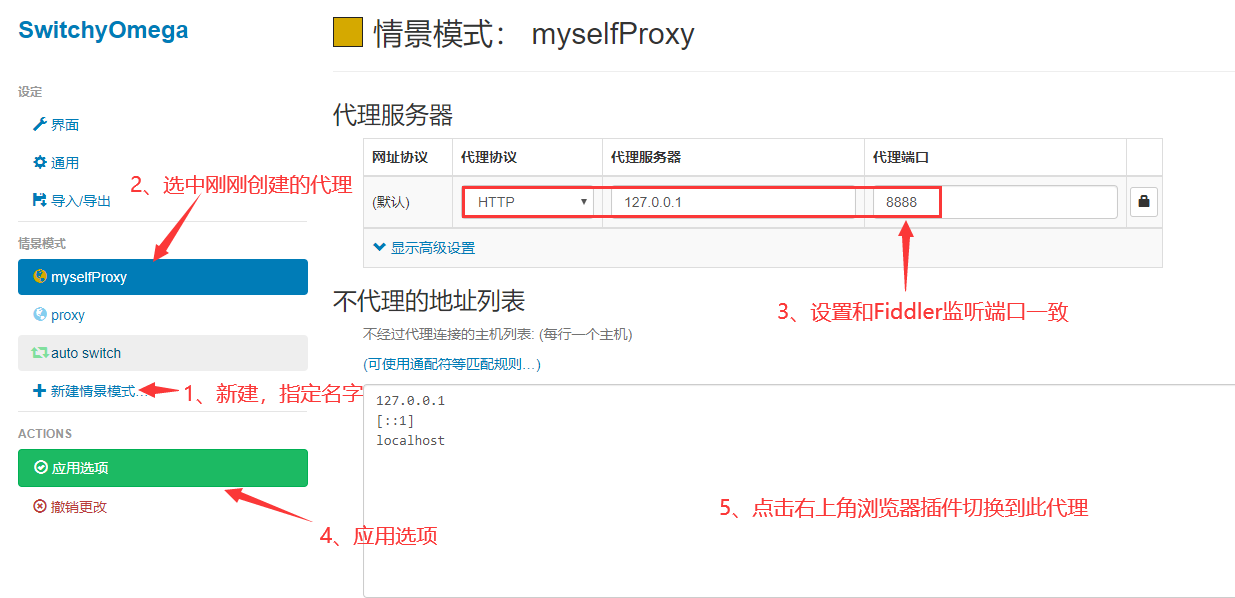 SwitchyOmega
设定
界面
通用
导入/导出
2、选中刚刚创建的代理
情景模式
myselfProxy
proxy
auto switch
新建情景模式...
1、新建，指定名字
ACTIONS
应用选项
撤销更改
4、应用选项
情景模式： myselfProxy
代理服务器
网址协议 代理协议 代理服务器 代理端口
(默认) HTTP 127.0.0.1 8888
显示高级设置
3、设置和Fiddler监听端口一致
不代理的地址列表
不经过代理连接的主机列表: (每行一个主机)
(可使用通配符等匹配规则…)
127.0.0.1
[::1]
localhost
5、点击右上角浏览器插件切换到此代理